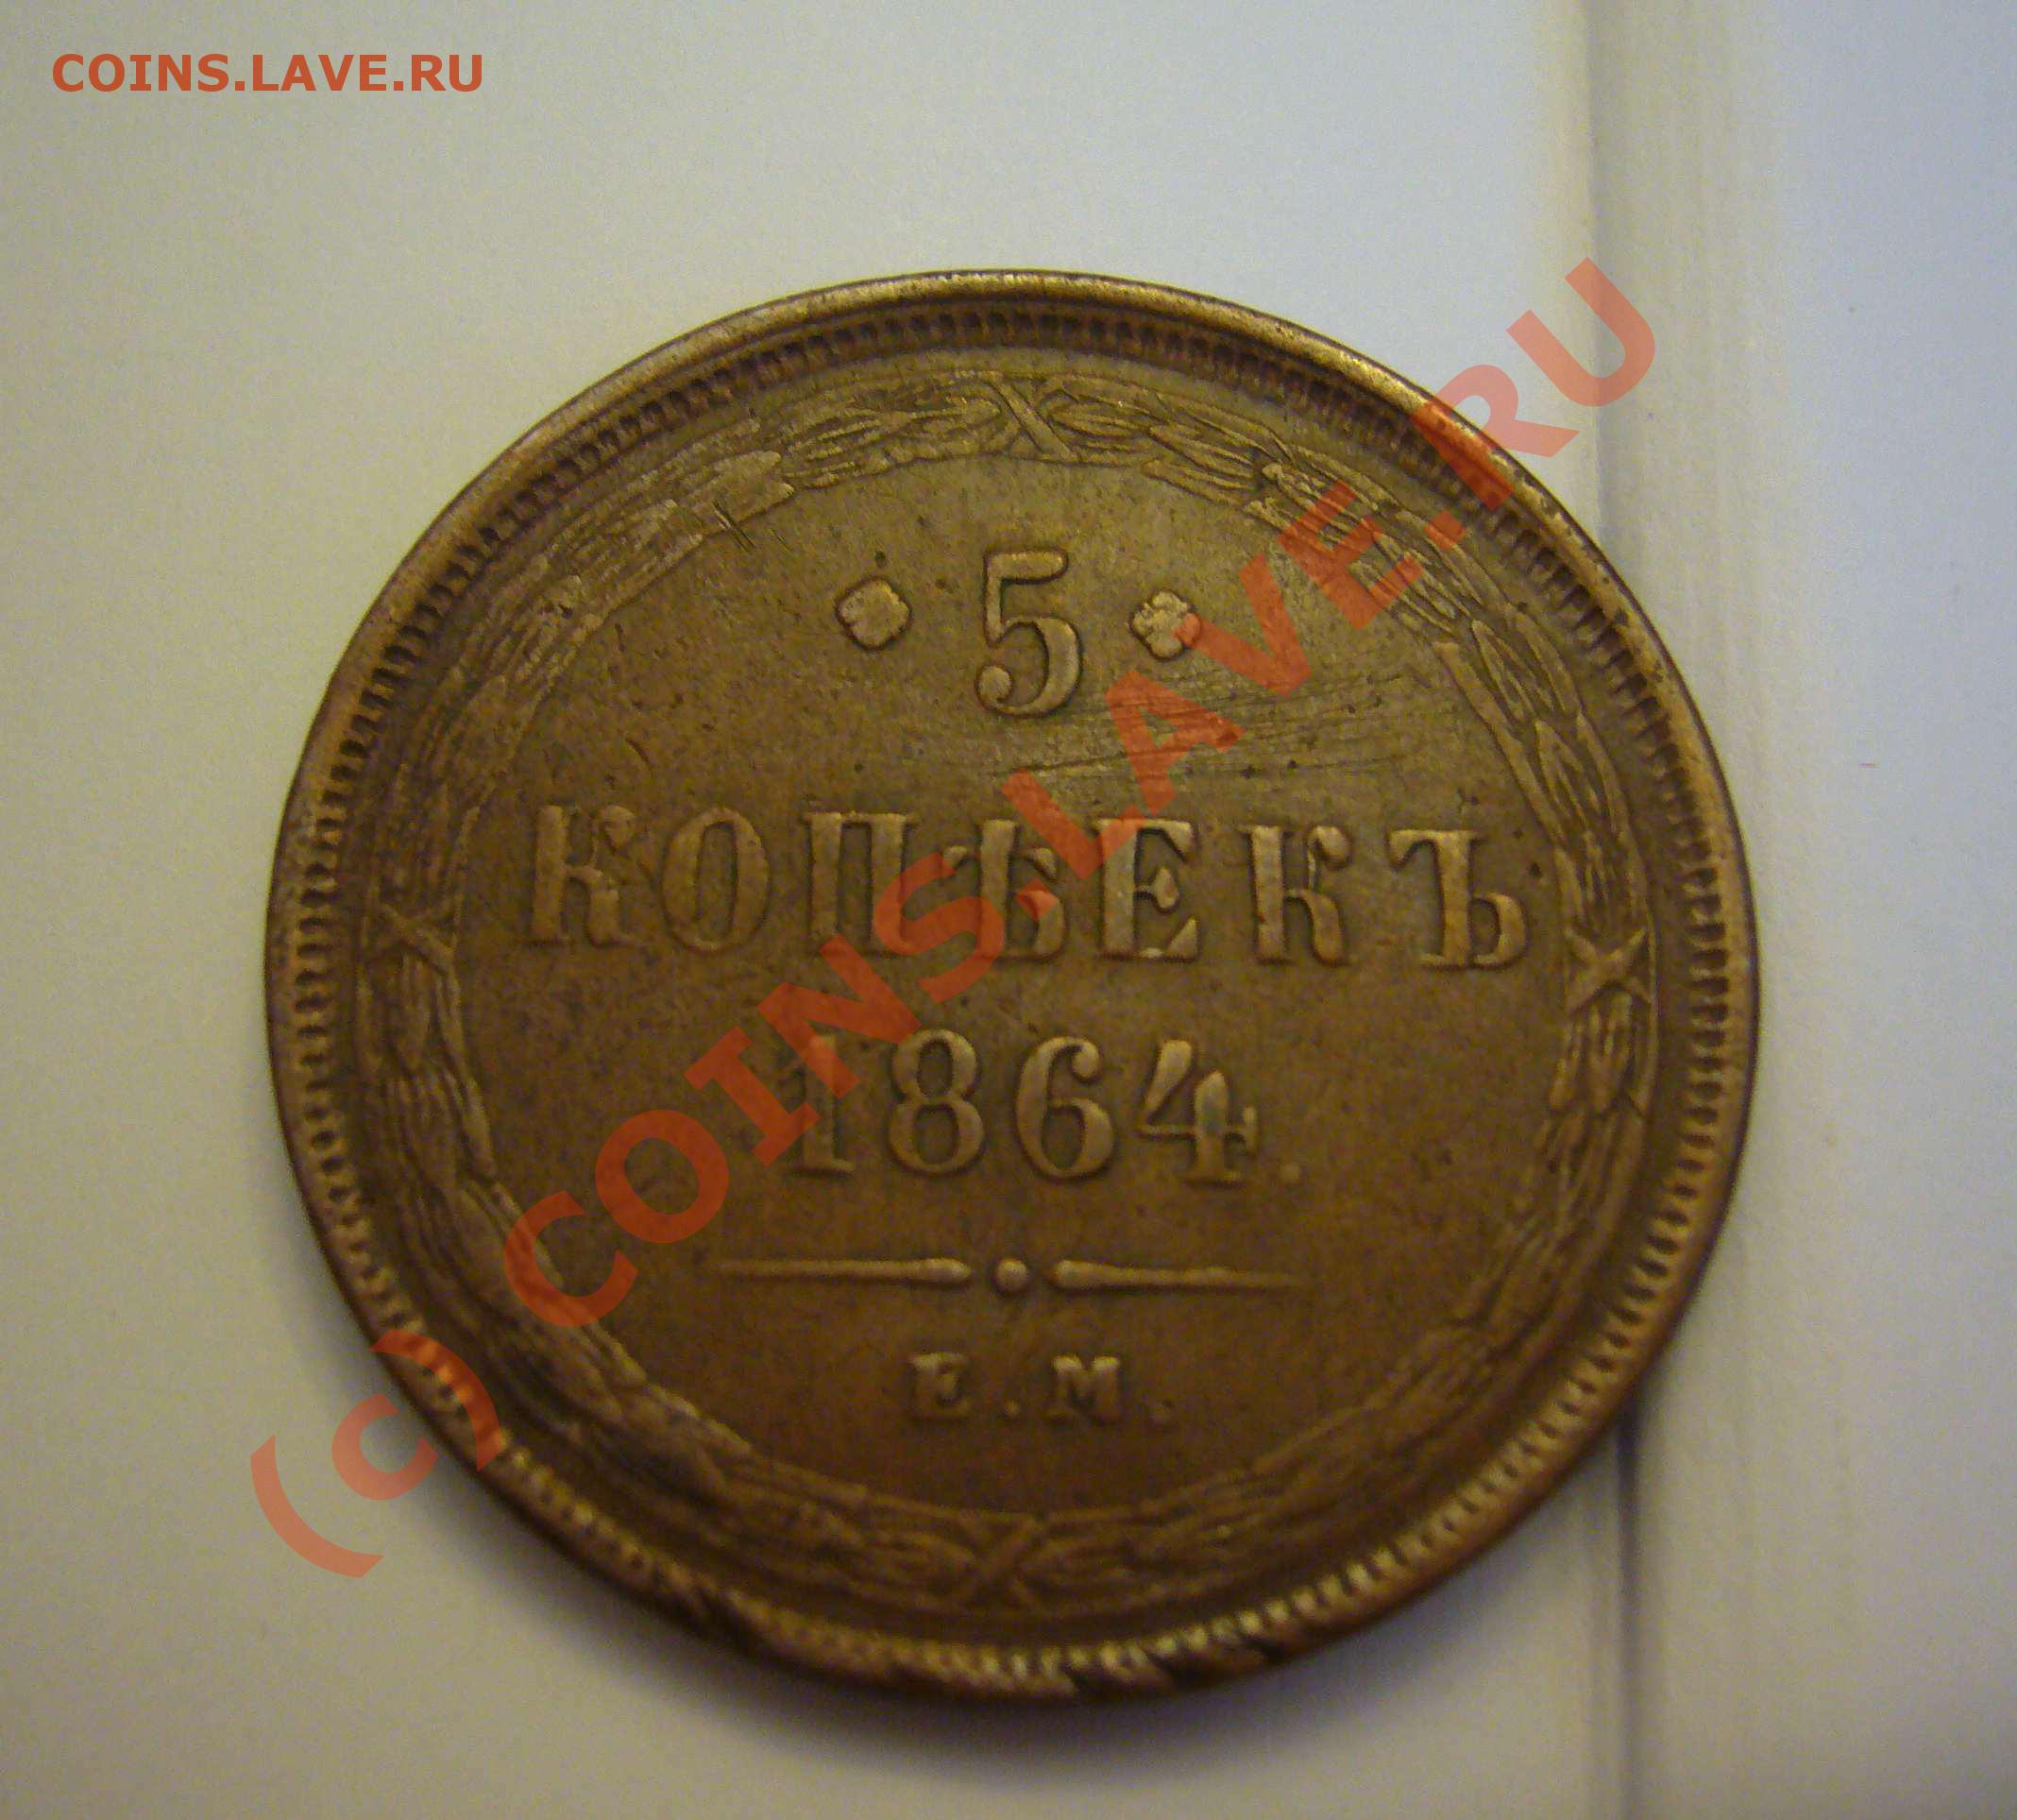 COINS.LAVE.RU
5
КОПѢЕКЪ
1864.
Е.М.
(c) COINS.LAVE.RU